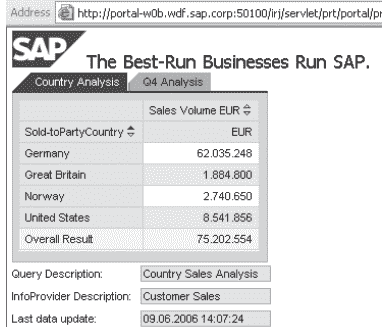 Address http://portal-w0b.wdf.sap.corp:50100/irj/servlet/prt/portal/pr
SAP The Best-Run Businesses Run SAP.
Country Analysis Q4 Analysis
Sales Volume EUR
Sold-toPartyCountry EUR
Germany 62.035.248
Great Britain 1.884.800
Norway 2.740.650
United States 8.541.856
Overall Result 75.202.554
Query Description: Country Sales Analysis
InfoProvider Description: Customer Sales
Last data update: 09.06.2006 14:07:24